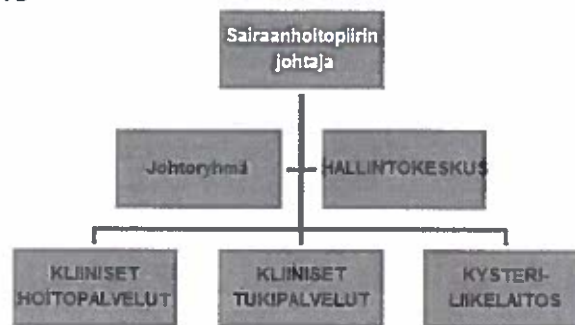 Sairaanhoitopiirin
johtaja
Johtoryhmä
HALLINTOKESKUS
KLIINISET
HOITOPALVELUT
KLIINISET
TUKIPALVELUT
KYSTERI-
LIIKELAITOS